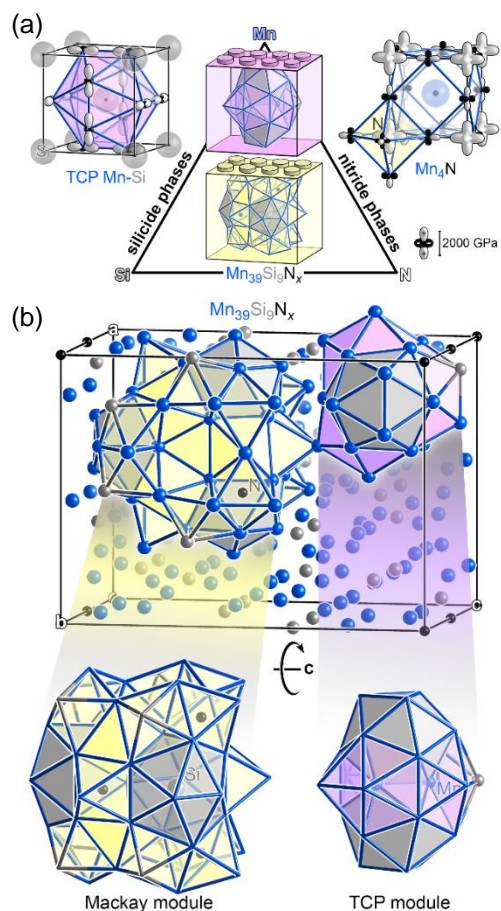 (a)
Mn
Si
TCP Mn-Si
N
Mn₄N
silicide phases
nitride phases
2000 GPa
Si
Mn₃₉Si₉Nₓ
N
(b)
Mn₃₉Si₉Nₓ
a
N
b
c
c
Si
Mn
Mackay module
TCP module